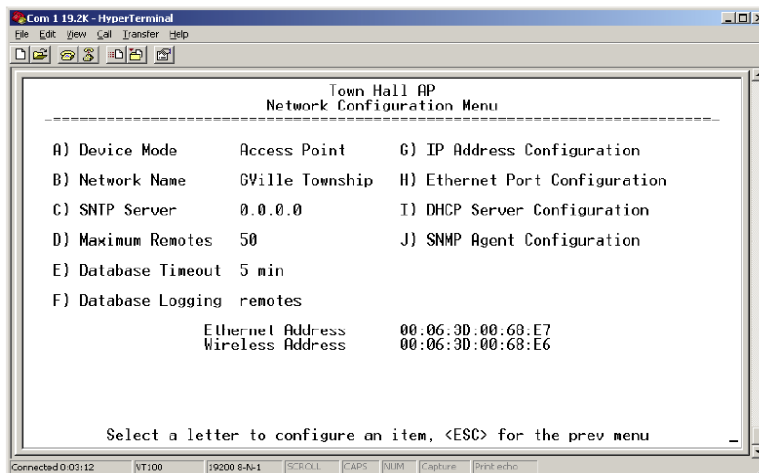 Com 1 19.2K - HyperTerminal
File Edit View Call Transfer Help
Town Hall AP
Network Configuration Menu
-==========================================================================-
A) Device Mode Access Point G) IP Address Configuration
B) Network Name GVille Township H) Ethernet Port Configuration
C) SNTP Server 0.0.0.0 I) DHCP Server Configuration
D) Maximum Remotes 50 J) SNMP Agent Configuration
E) Database Timeout 5 min
F) Database Logging remotes
Ethernet Address 00:06:3D:00:68:E7
Wireless Address 00:06:3D:00:68:E6
Select a letter to configure an item, <ESC> for the prev menu _
Connected 0:03:12 VT100 19200 8-N-1 SCROLL CAPS NUM Capture Print echo